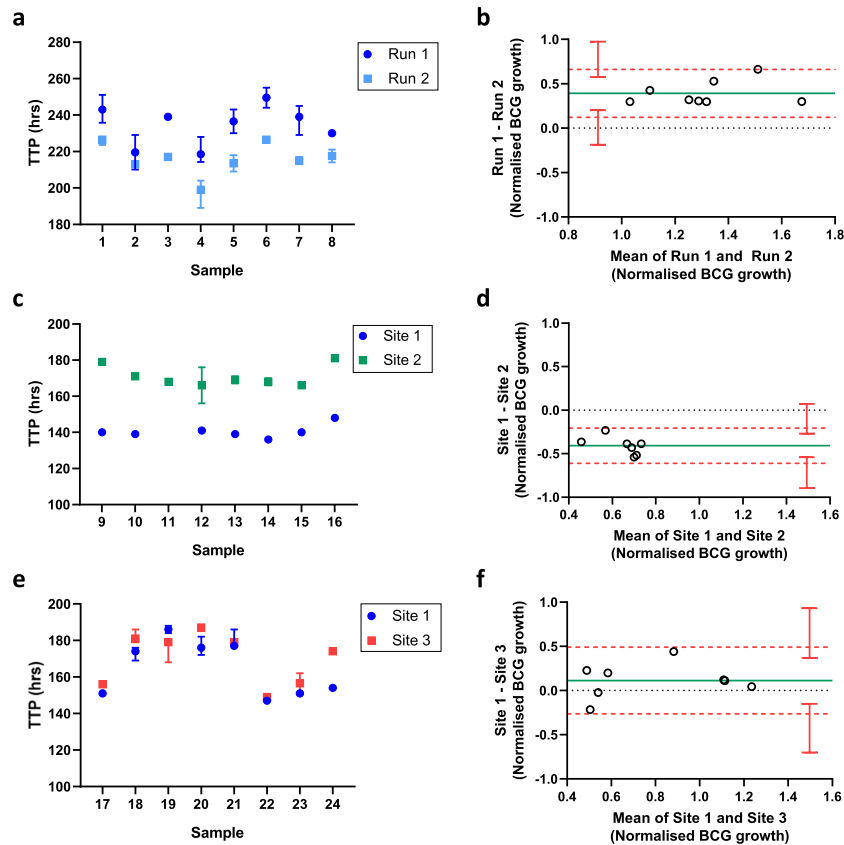 a
280
260
240
220
200
180
TTP (hrs)
1 2 3 4 5 6 7 8
Sample
Run 1
Run 2
b
1.0
0.5
0.0
-0.5
-1.0
Run 1 - Run 2
(Normalised BCG growth)
0.8 1.0 1.2 1.4 1.6 1.8
Mean of Run 1 and Run 2
(Normalised BCG growth)
c
200
180
160
140
120
100
TTP (hrs)
9 10 11 12 13 14 15 16
Sample
Site 1
Site 2
d
1.0
0.5
0.0
-0.5
-1.0
Site 1 - Site 2
(Normalised BCG growth)
0.4 0.6 0.8 1.0 1.2 1.4 1.6
Mean of Site 1 and Site 2
(Normalised BCG growth)
e
200
180
160
140
120
100
TTP (hrs)
17 18 19 20 21 22 23 24
Sample
Site 1
Site 3
f
1.0
0.5
0.0
-0.5
-1.0
Site 1 - Site 3
(Normalised BCG growth)
0.4 0.6 0.8 1.0 1.2 1.4 1.6
Mean of Site 1 and Site 3
(Normalised BCG growth)